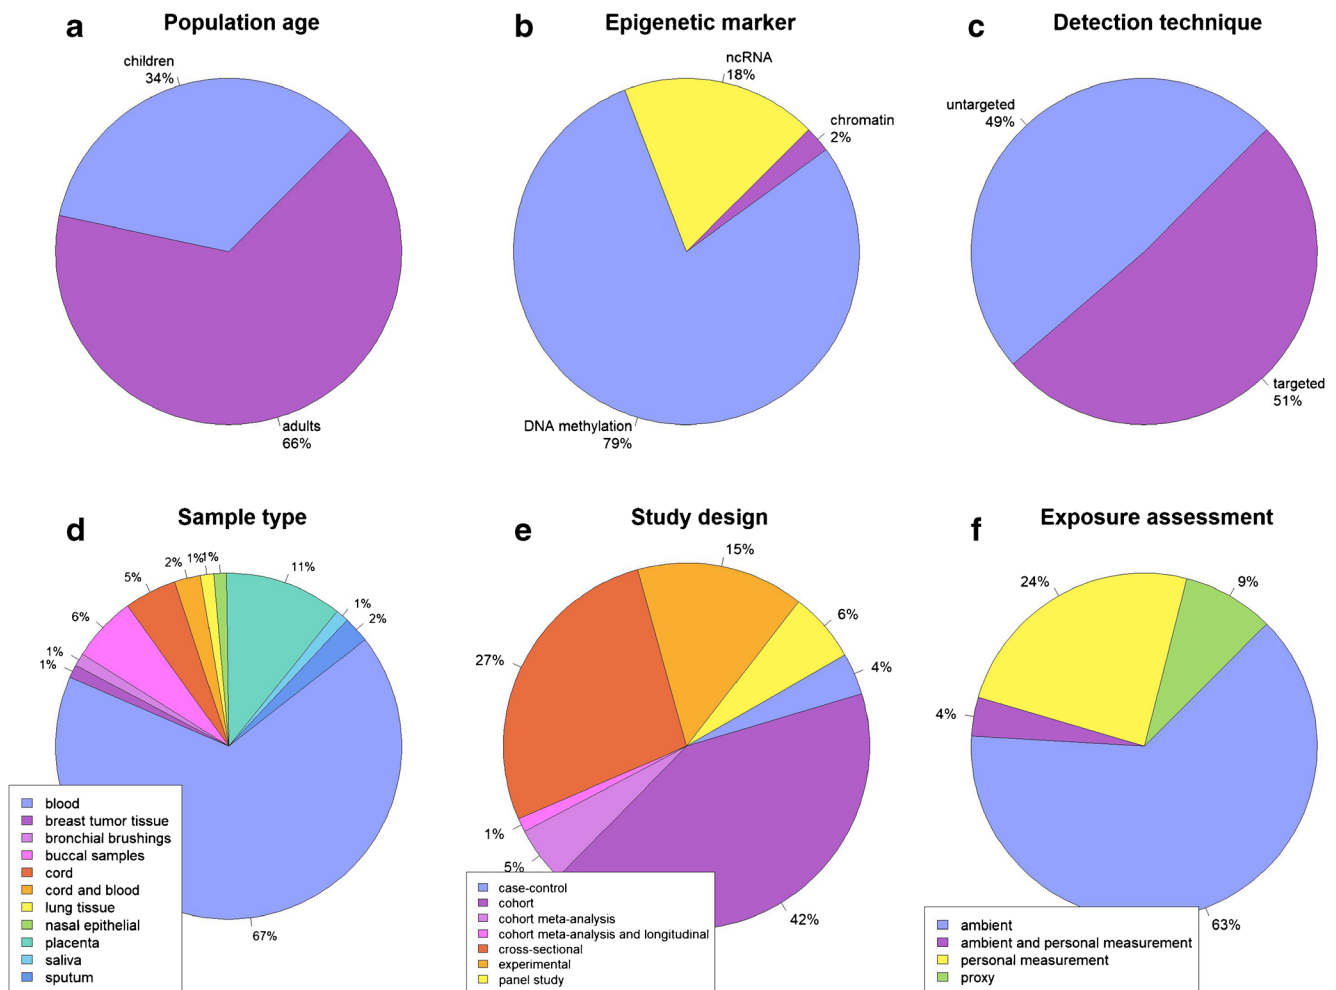 a Population age
children
34%
adults
66%
b Epigenetic marker
ncRNA
18%
chromatin
2%
DNA methylation
79%
c Detection technique
untargeted
49%
targeted
51%
d Sample type
1%
1%
6%
5%
2%
1%
1%
11%
1%
2%
67%
blood
breast tumor tissue
bronchial brushings
buccal samples
cord
cord and blood
lung tissue
nasal epithelial
placenta
saliva
sputum
e Study design
15%
6%
4%
27%
1%
5%
42%
case-control
cohort
cohort meta-analysis
cohort meta-analysis and longitudinal
cross-sectional
experimental
panel study
f Exposure assessment
24%
9%
4%
63%
ambient
ambient and personal measurement
personal measurement
proxy